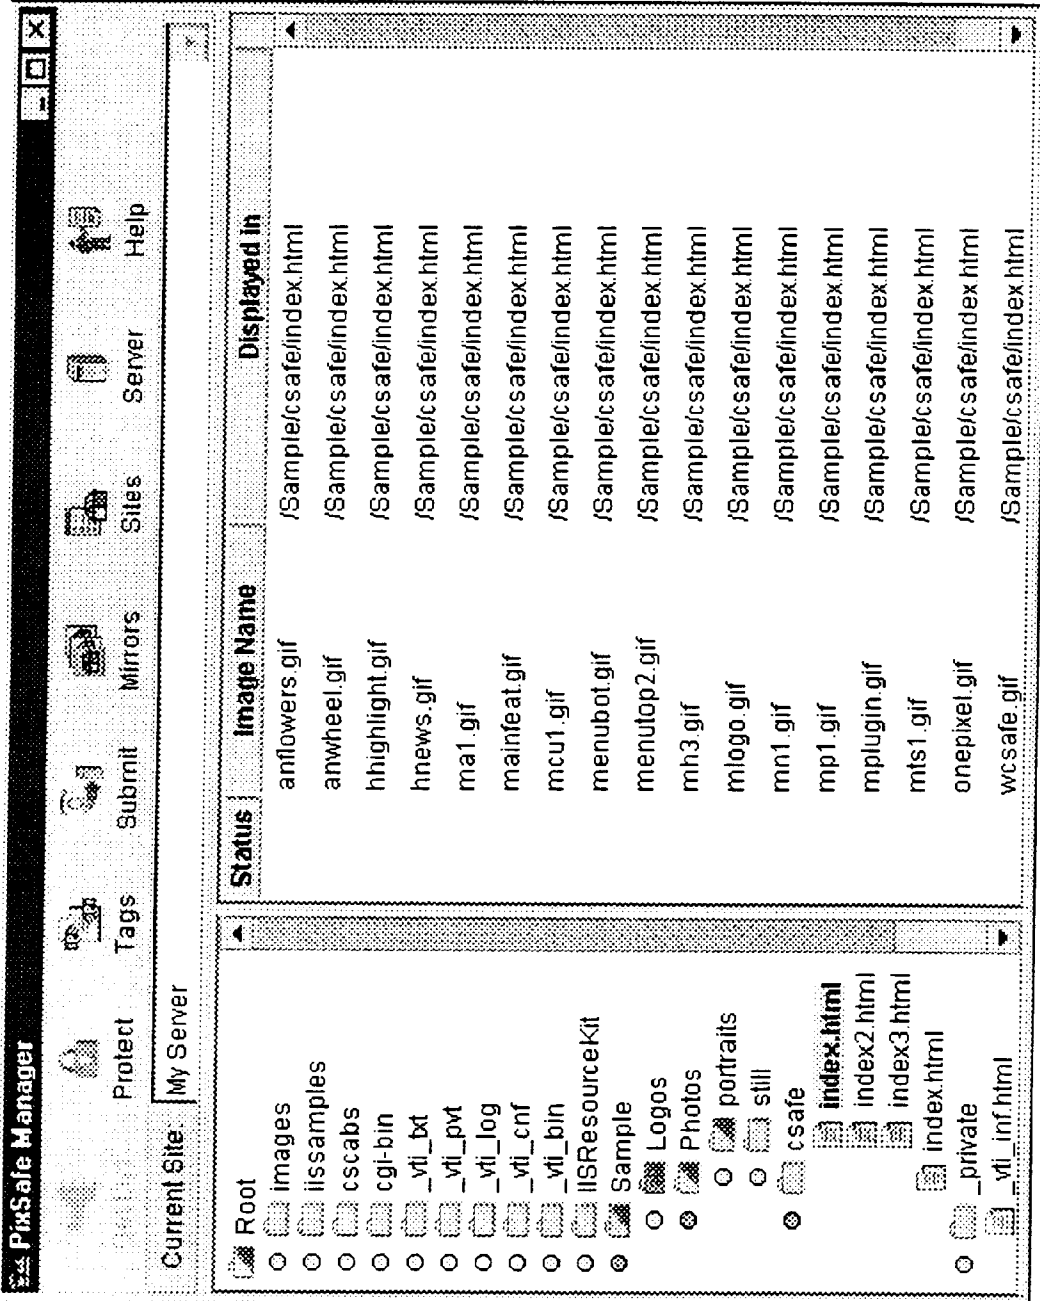 PixSafe Manager
Protect Tags Submit Mirrors Sites Server Help
Current Site: My Server
Root
images
iissamples
cscabs
cgi-bin
_vti_txt
_vti_pvt
_vti_log
_vti_cnf
_vti_bin
IISResourceKit
Sample
Logos
Photos
portraits
still
csafe
index.html
index2.html
index3.html
index.html
_private
_vti_inf.html
Status Image Name Displayed In
anflowers.gif /Sample/csafe/index.html
anwheel.gif /Sample/csafe/index.html
hhighlight.gif /Sample/csafe/index.html
hnews.gif /Sample/csafe/index.html
ma1.gif /Sample/csafe/index.html
mainfeat.gif /Sample/csafe/index.html
mcu1.gif /Sample/csafe/index.html
menubot.gif /Sample/csafe/index.html
menutop2.gif /Sample/csafe/index.html
mh3.gif /Sample/csafe/index.html
mlogo.gif /Sample/csafe/index.html
mn1.gif /Sample/csafe/index.html
mp1.gif /Sample/csafe/index.html
mplugin.gif /Sample/csafe/index.html
mts1.gif /Sample/csafe/index.html
onepixel.gif /Sample/csafe/index.html
wcsafe.gif /Sample/csafe/index.html